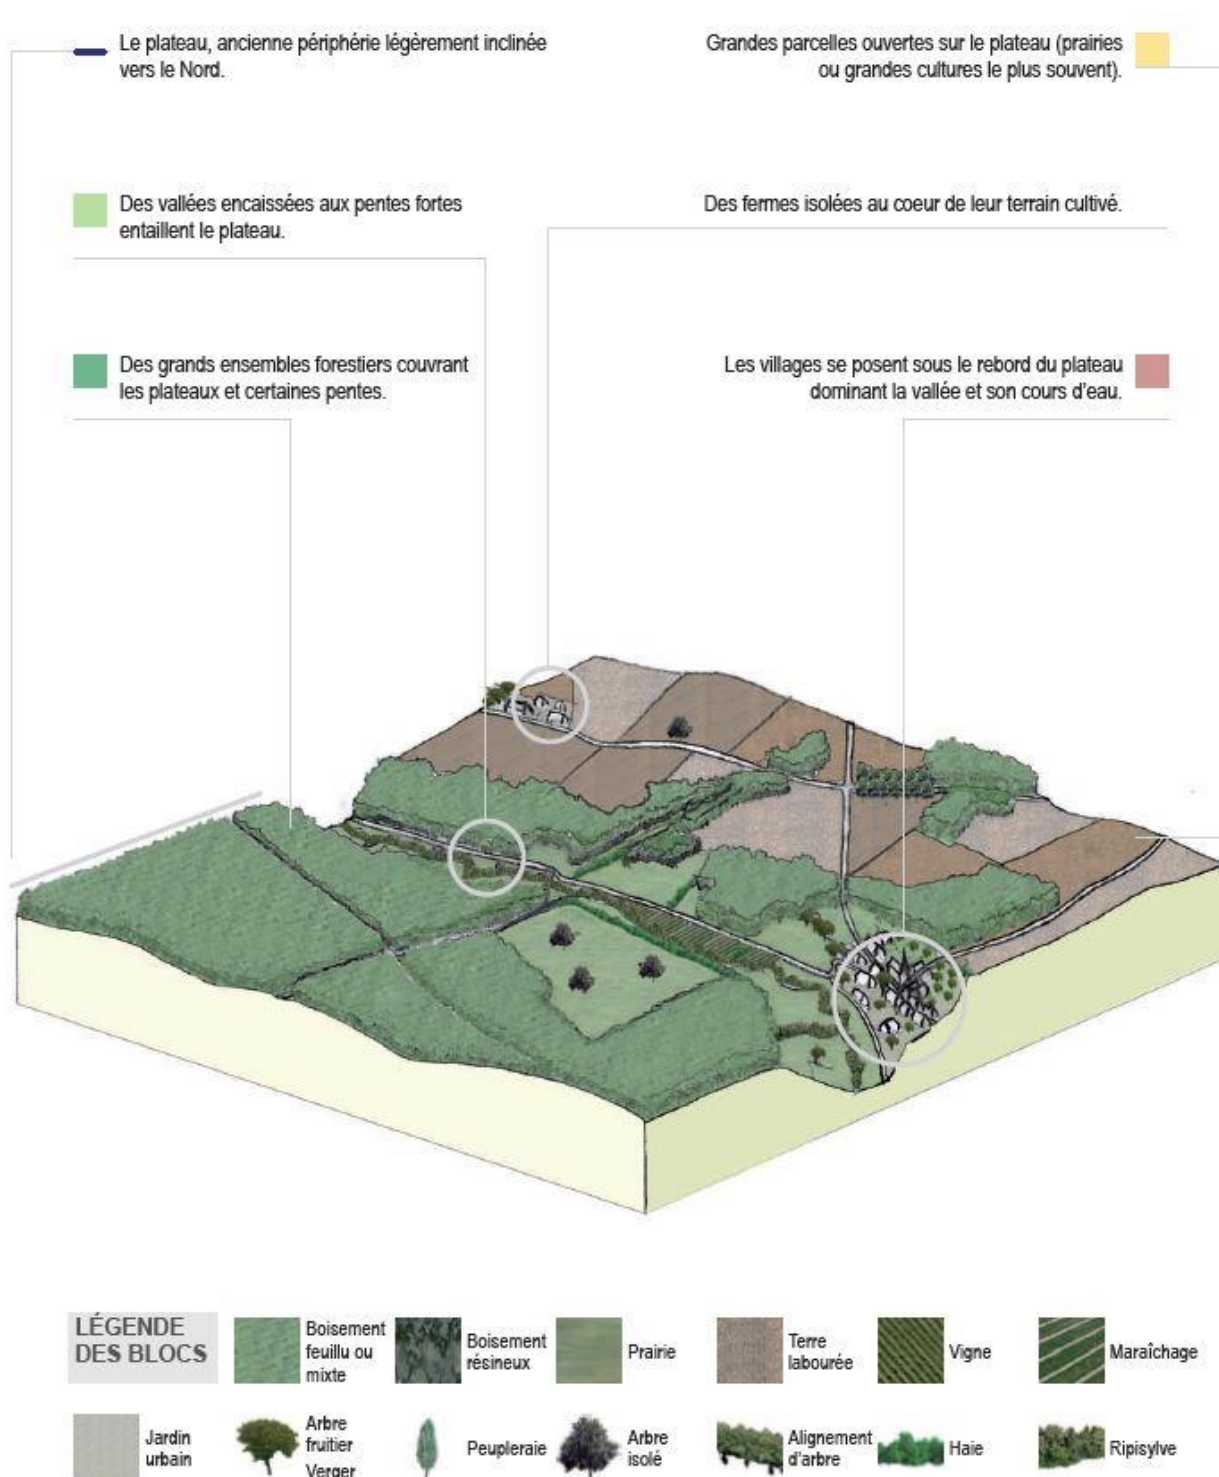 Le plateau, ancienne périphérie légèrement inclinée
vers le Nord.
Grandes parcelles ouvertes sur le plateau (prairies
ou grandes cultures le plus souvent).
Des vallées encaissées aux pentes fortes
entaillent le plateau.
Des fermes isolées au coeur de leur terrain cultivé.
Des grands ensembles forestiers couvrant
les plateaux et certaines pentes.
Les villages se posent sous le rebord du plateau
dominant la vallée et son cours d'eau.
LÉGENDE
DES BLOCS
Boisement
feuillu ou
mixte
Boisement
résineux
Prairie
Terre
labourée
Vigne
Maraîchage
Jardin
urbain
Arbre
fruitier
Verger
Peupleraie
Arbre
isolé
Alignement
d'arbre
Haie
Ripisylve